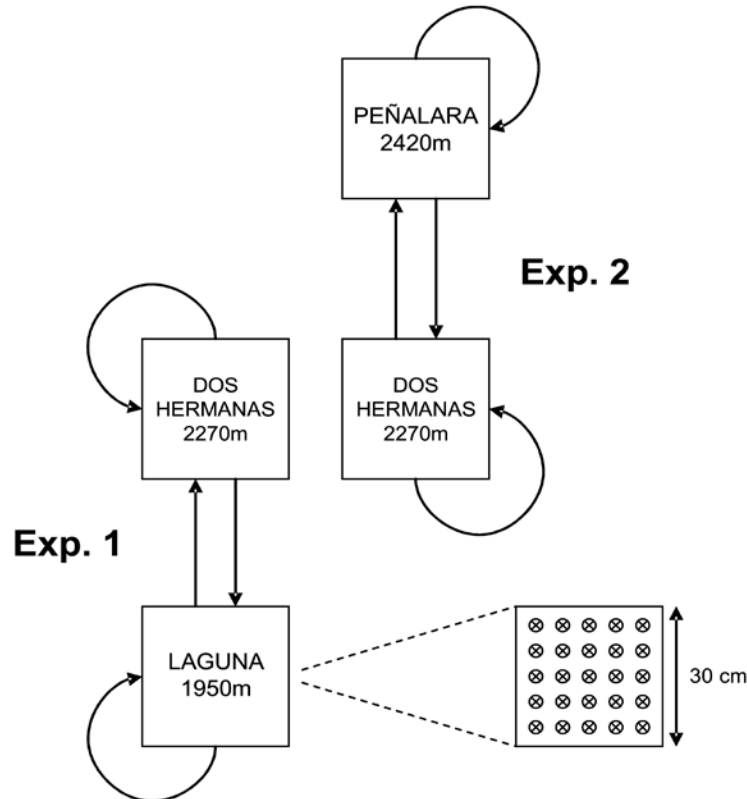 PEÑALARA
2420m
Exp. 2
DOS
HERMANAS
2270m
DOS
HERMANAS
2270m
Exp. 1
LAGUNA
1950m
30 cm